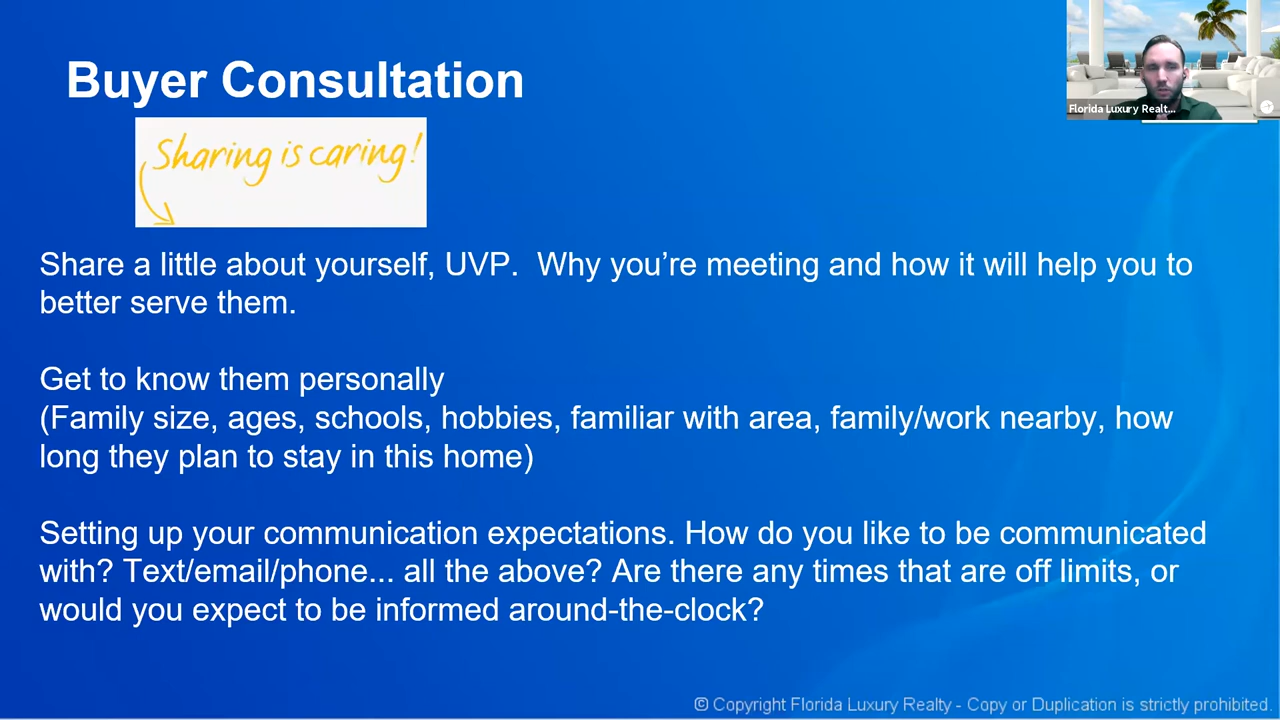 Buyer Consultation
Florida Luxury Realt...
Sharing is caring!
Share a little about yourself, UVP.  Why you’re meeting and how it will help you to
better serve them.
Get to know them personally
(Family size, ages, schools, hobbies, familiar with area, family/work nearby, how
long they plan to stay in this home)
Setting up your communication expectations. How do you like to be communicated
with? Text/email/phone... all the above? Are there any times that are off limits, or
would you expect to be informed around-the-clock?
© Copyright Florida Luxury Realty - Copy or Duplication is strictly prohibited.